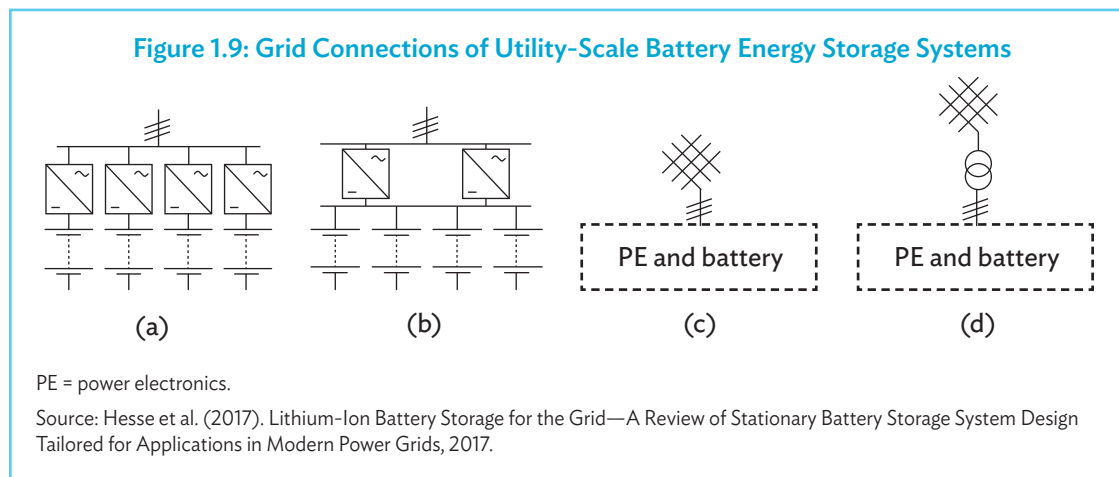 Figure 1.9: Grid Connections of Utility-Scale Battery Energy Storage Systems
PE and battery
PE and battery
(a)
(b)
(c)
(d)
PE = power electronics.
Source: Hesse et al. (2017). Lithium-Ion Battery Storage for the Grid—A Review of Stationary Battery Storage System Design
Tailored for Applications in Modern Power Grids, 2017.